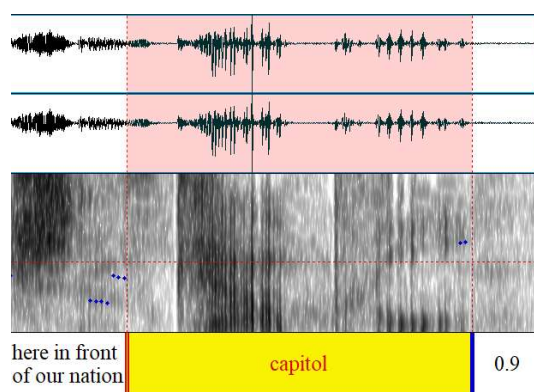 here in front
of our nation
capitol
0.9